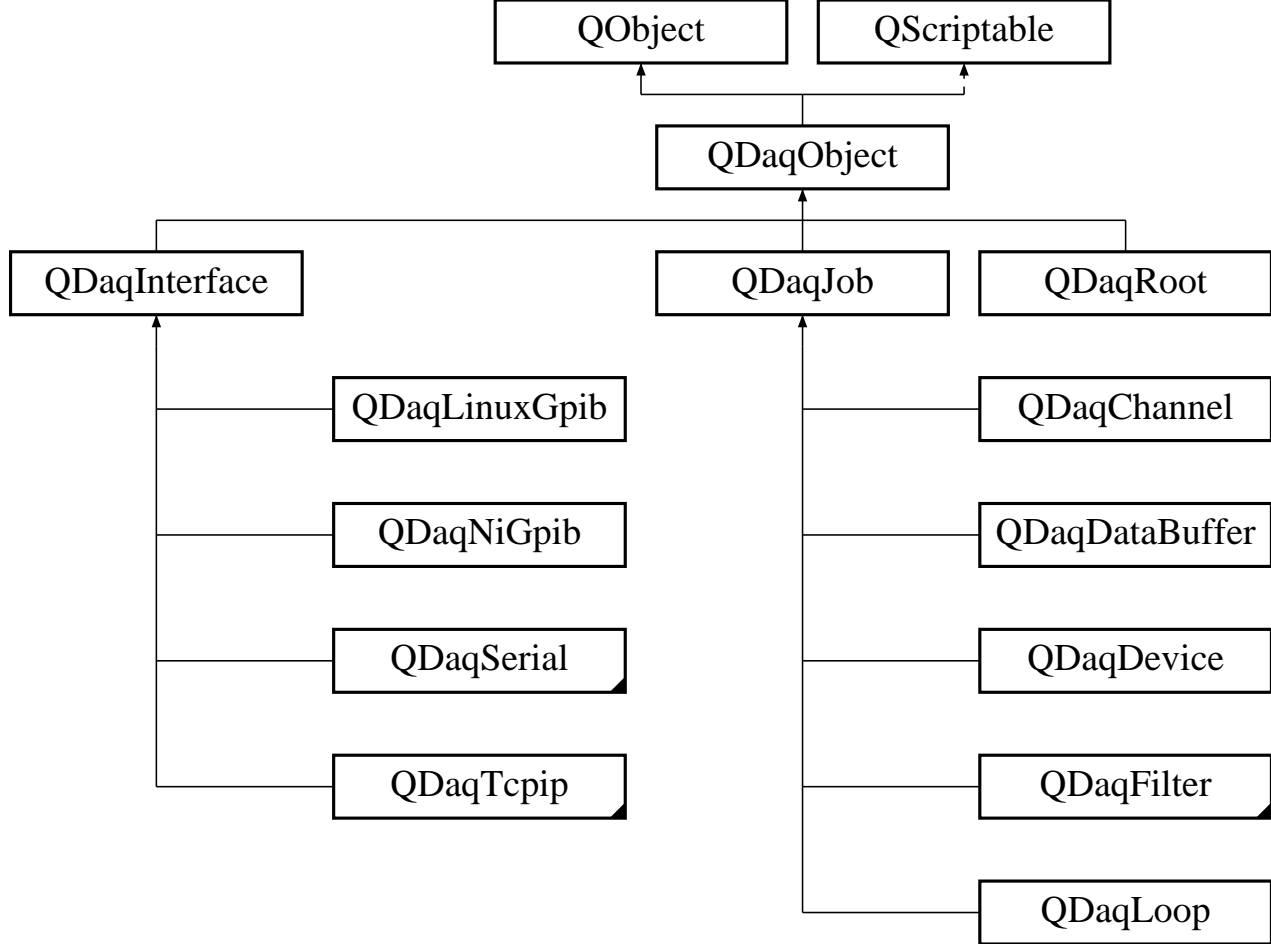 QObject
QScriptable
QDaqObject
QDaqInterface
QDaqJob
QDaqRoot
QDaqLinuxGpib
QDaqChannel
QDaqNiGpib
QDaqDataBuffer
QDaqSerial
QDaqDevice
QDaqTcpip
QDaqFilter
QDaqLoop